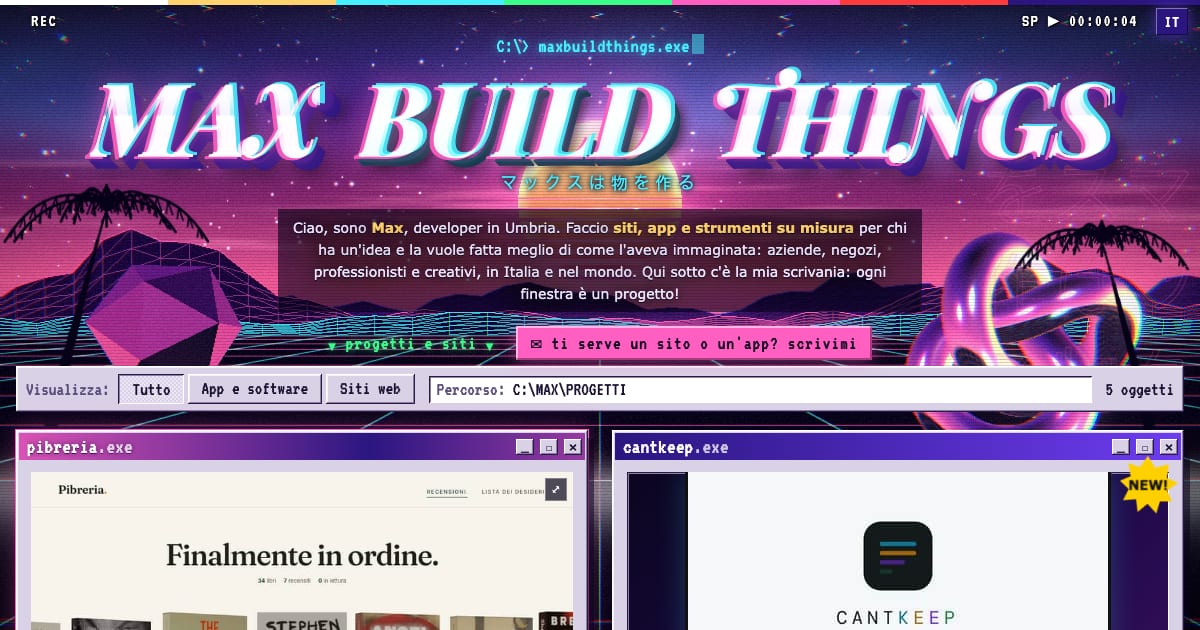 REC
SP ▶ 00:00:04
IT
C:\> maxbuildthings.exe
MAX BUILD THINGS
マックスは物を作る
Ciao, sono Max, developer in Umbria. Faccio siti, app e strumenti su misura per chi
ha un'idea e la vuole fatta meglio di come l'aveva immaginata: aziende, negozi,
professionisti e creativi, in Italia e nel mondo. Qui sotto c'è la mia scrivania: ogni
finestra è un progetto!
▼ progetti e siti ▼
✉ ti serve un sito o un'app? scrivimi
Visualizza: Tutto App e software Siti web Percorso: C:\MAX\PROGETTI 5 oggetti
pibreria.exe
Pibreria.
RECENSIONI LISTA DEI DESIDERI
Finalmente in ordine.
34 libri 7 recensiti 0 in lettura
THE
STEPHEN
BRE
cantkeep.exe
NEW!
CANTKEEP